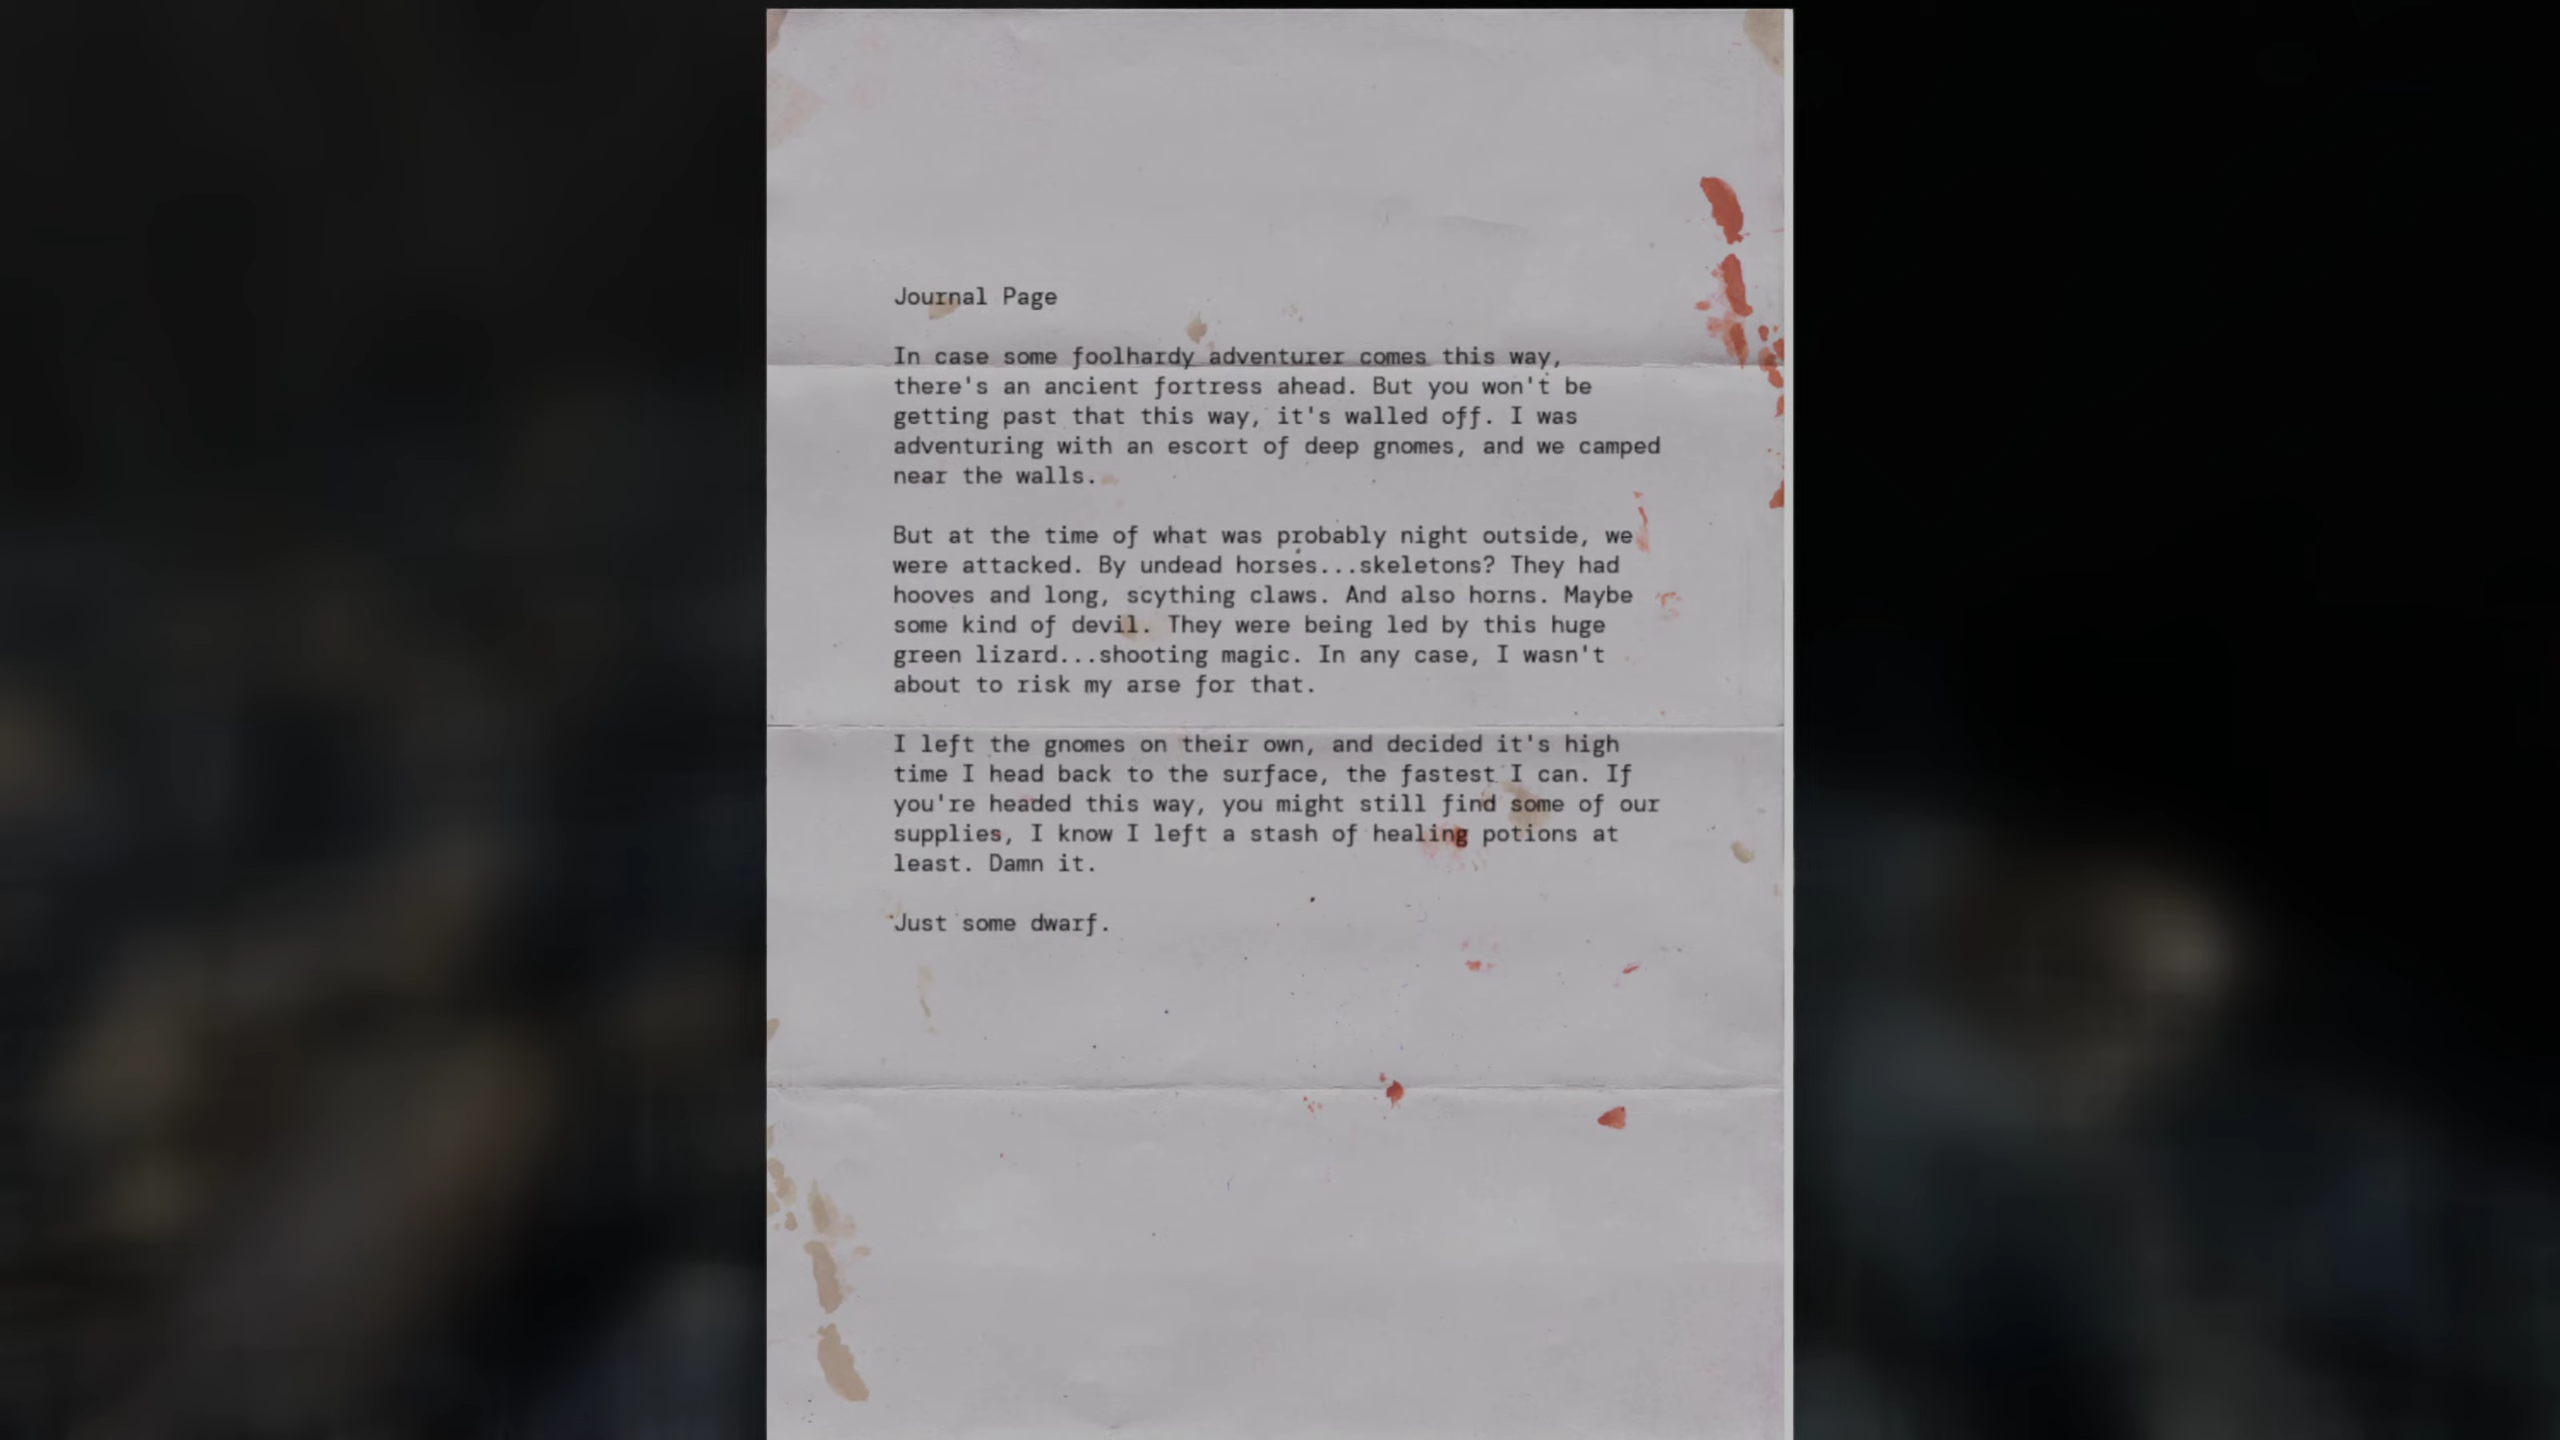 Journal Page
In case some foolhardy adventurer comes this way,
there's an ancient fortress ahead. But you won't be
getting past that this way, it's walled off. I was
adventuring with an escort of deep gnomes, and we camped
near the walls.
But at the time of what was probably night outside, we
were attacked. By undead horses...skeletons? They had
hooves and long, scything claws. And also horns. Maybe
some kind of devil. They were being led by this huge
green lizard...shooting magic. In any case, I wasn't
about to risk my arse for that.
I left the gnomes on their own, and decided it's high
time I head back to the surface, the fastest I can. If
you're headed this way, you might still find some of our
supplies, I know I left a stash of healing potions at
least. Damn it.
Just some dwarf.